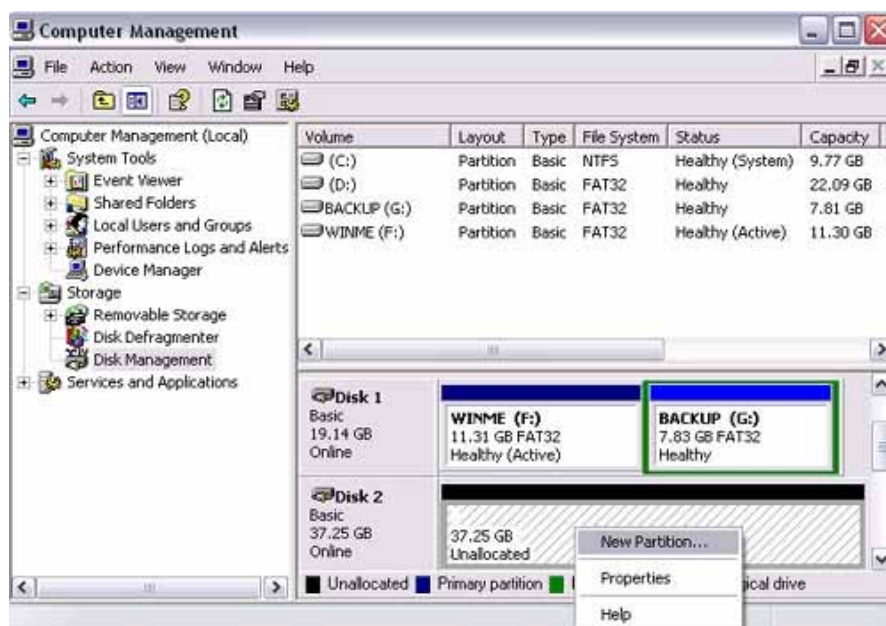 Computer Management
File Action View Window Help
Computer Management (Local)
System Tools
Event Viewer
Shared Folders
Local Users and Groups
Performance Logs and Alerts
Device Manager
Storage
Removable Storage
Disk Defragmenter
Disk Management
Services and Applications
Volume Layout Type File System Status Capacity
(C:) Partition Basic NTFS Healthy (System) 9.77 GB
(D:) Partition Basic FAT32 Healthy 22.09 GB
BACKUP (G:) Partition Basic FAT32 Healthy 7.81 GB
WINME (F:) Partition Basic FAT32 Healthy (Active) 11.30 GB
Disk 1
Basic
19.14 GB
Online
WINME (F:)
11.31 GB FAT32
Healthy (Active)
BACKUP (G:)
7.83 GB FAT32
Healthy
Disk 2
Basic
37.25 GB
Online
37.25 GB
Unallocated
New Partition...
Properties
Help
Unallocated Primary partition drive